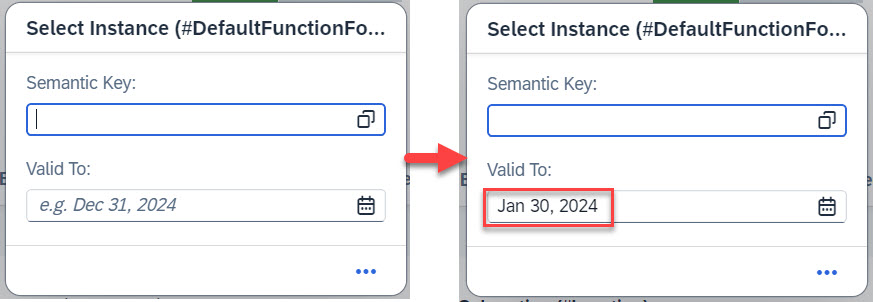 Select Instance (#DefaultFunctionFo...
Semantic Key:
Valid To:
e.g. Dec 31, 2024
Select Instance (#DefaultFunctionFo...
Semantic Key:
Valid To:
Jan 30, 2024